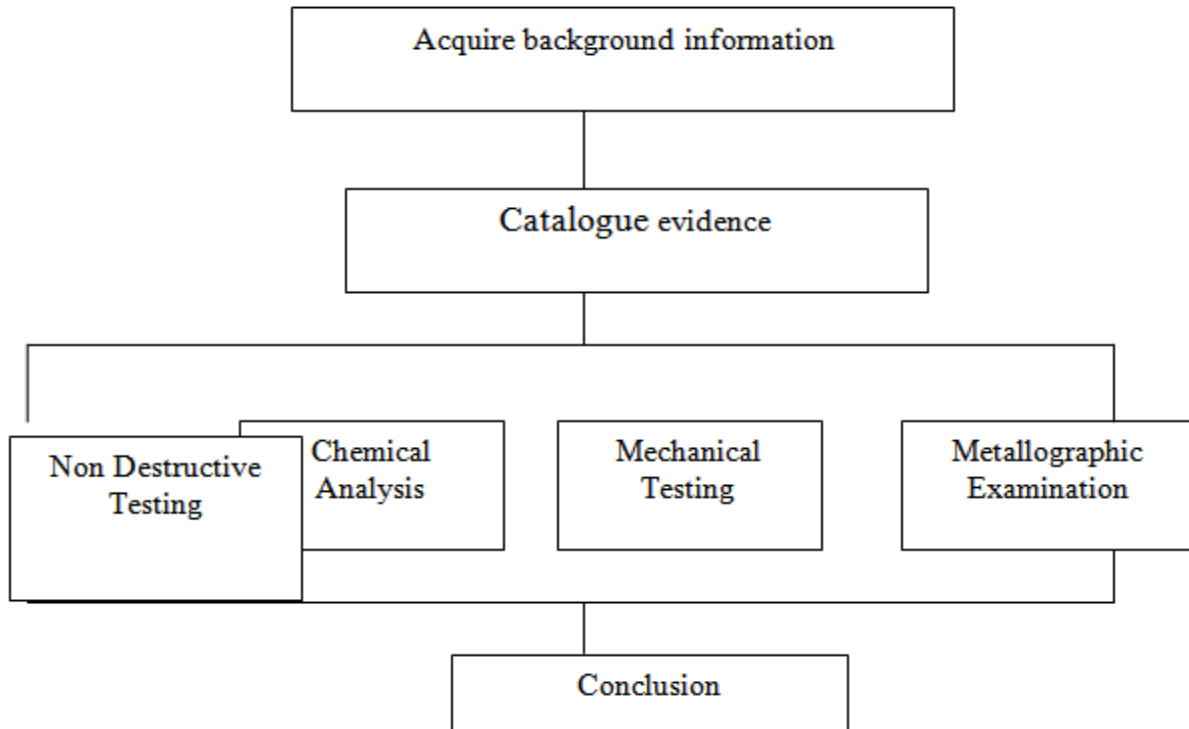 Acquire background information
Catalogue evidence
Non Destructive
Testing
Chemical
Analysis
Mechanical
Testing
Metallographic
Examination
Conclusion